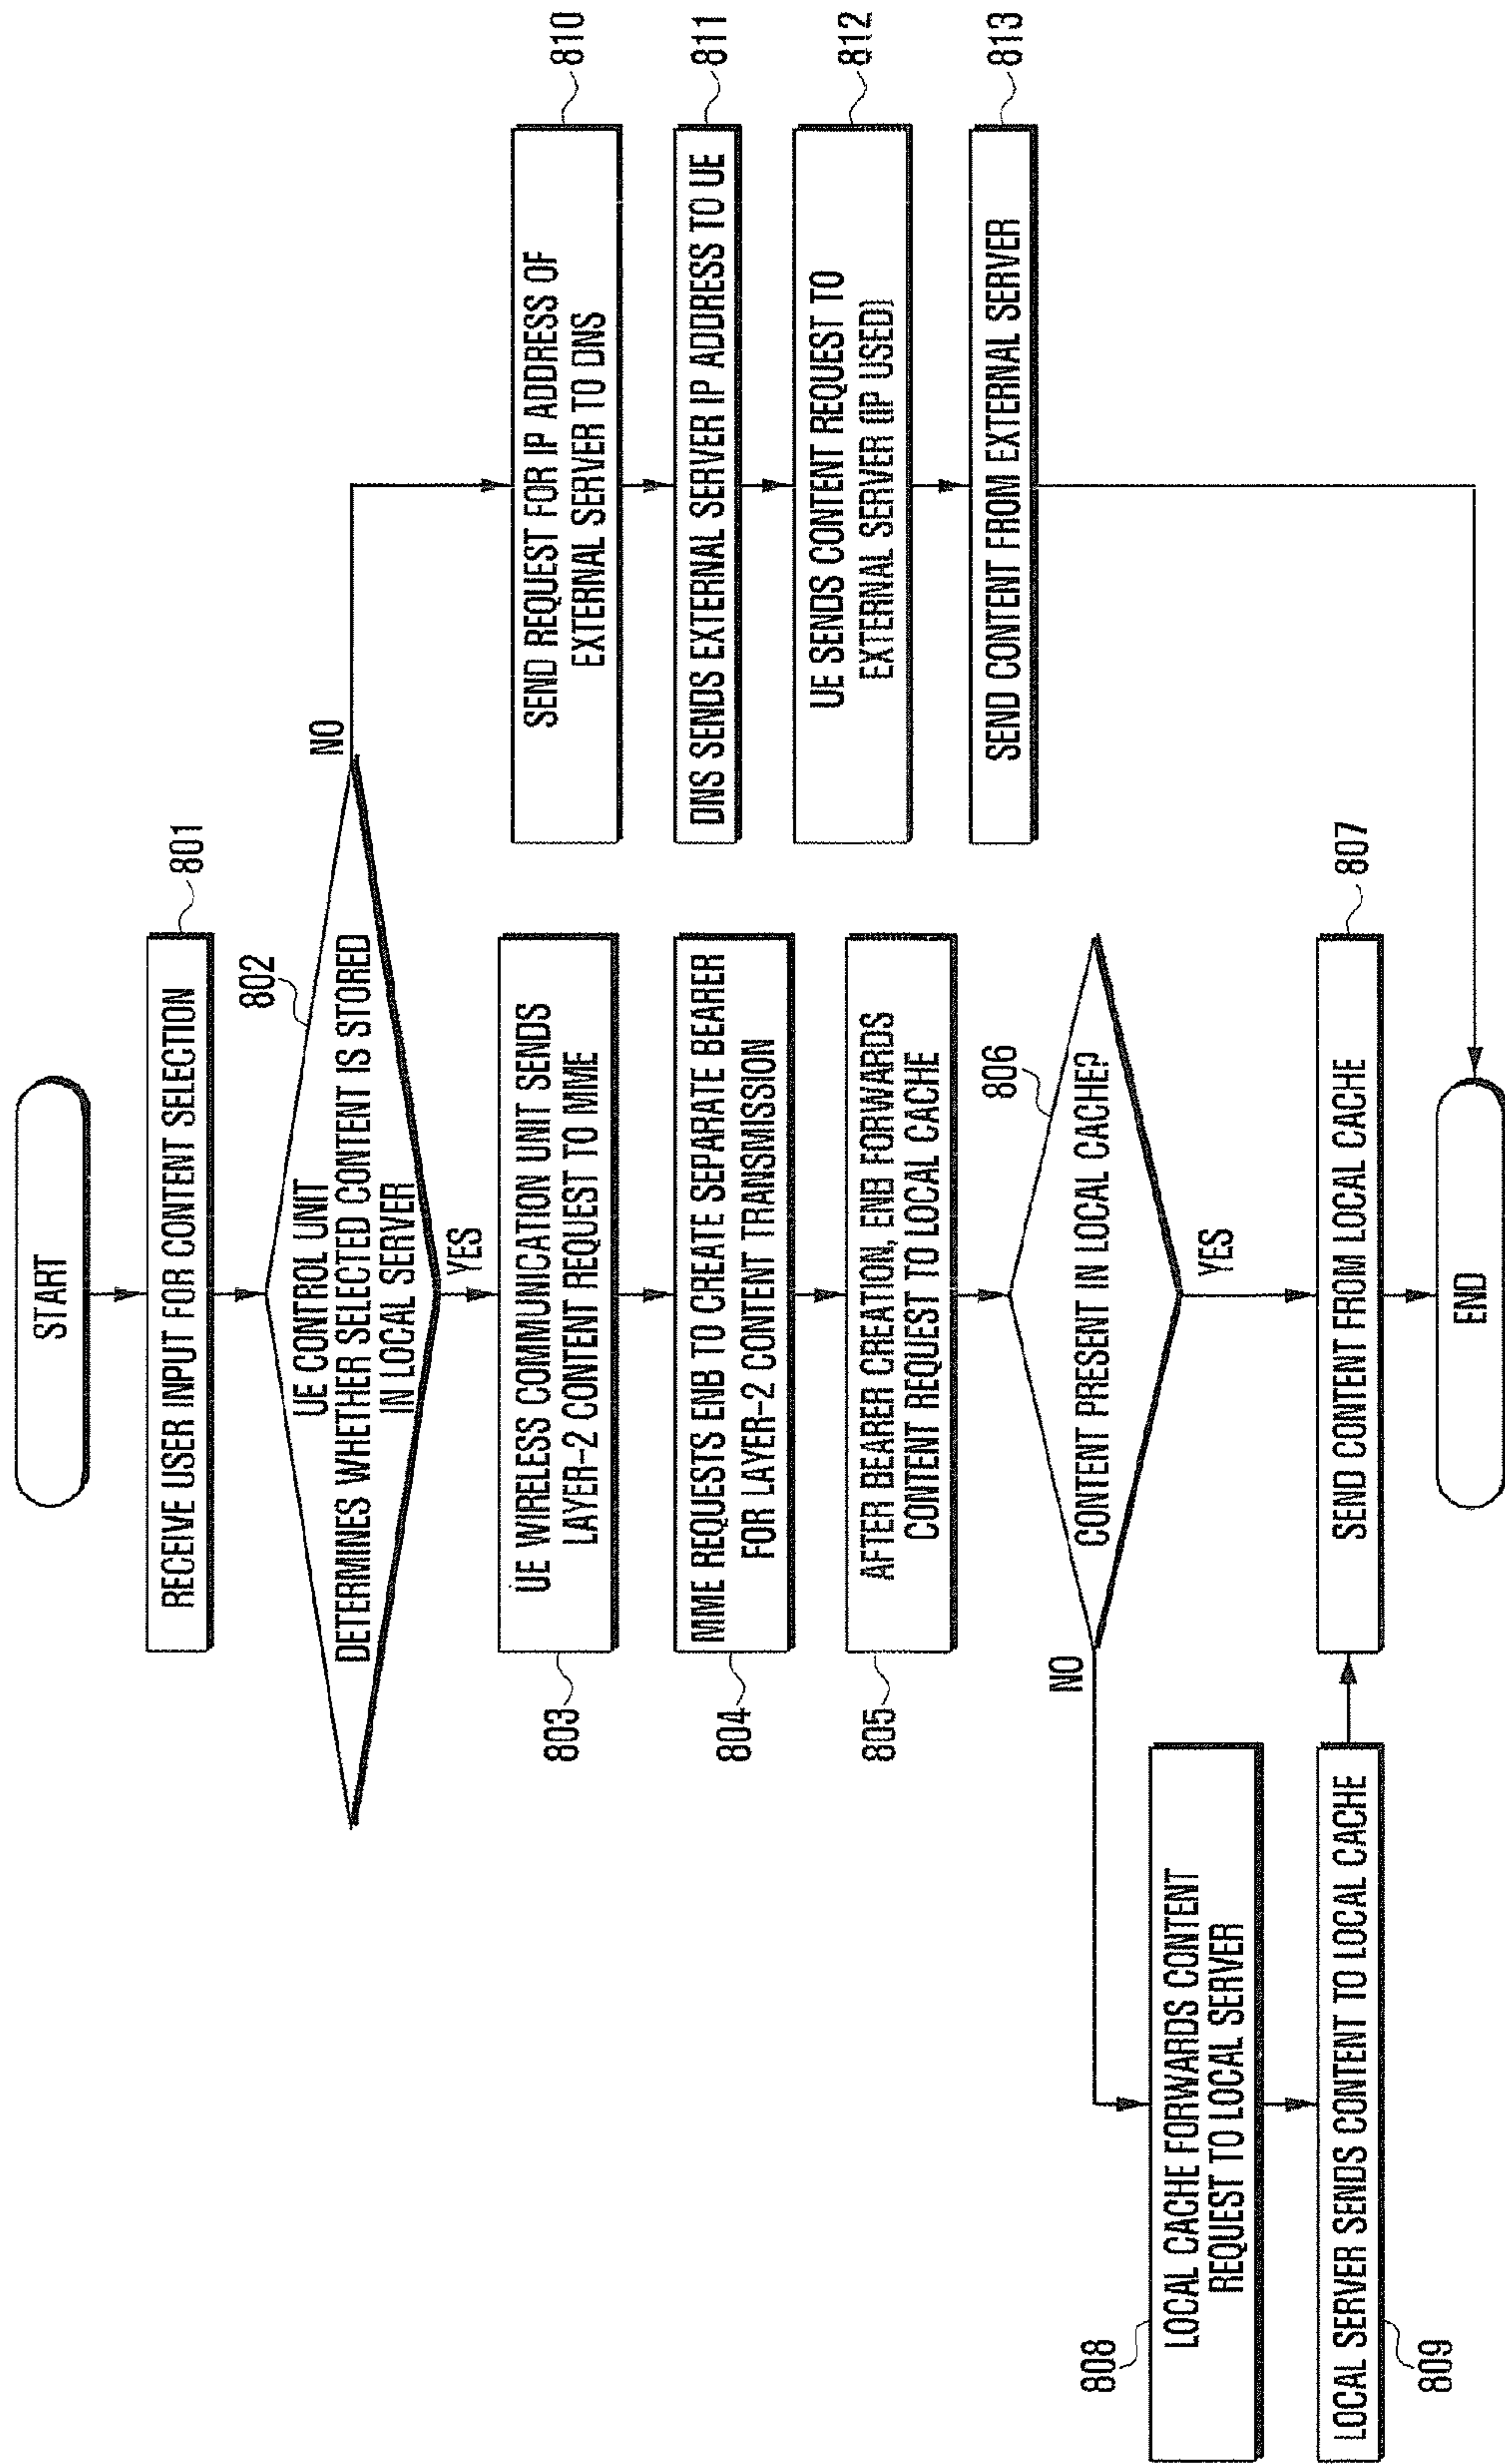 START
RECEIVE USER INPUT FOR CONTENT SELECTION
801
802
UE CONTROL UNIT
DETERMINES WHETHER SELECTED CONTENT IS STORED
IN LOCAL SERVER
NO
YES
UE WIRELESS COMMUNICATION UNIT SENDS
LAYER-2 CONTENT REQUEST TO MME
803
MME REQUESTS ENB TO CREATE SEPARATE BEARER
FOR LAYER-2 CONTENT TRANSMISSION
804
AFTER BEARER CREATION, ENB FORWARDS
CONTENT REQUEST TO LOCAL CACHE
805
806
CONTENT PRESENT IN LOCAL CACHE?
NO
YES
SEND CONTENT FROM LOCAL CACHE
807
808
LOCAL CACHE FORWARDS CONTENT
REQUEST TO LOCAL SERVER
LOCAL SERVER SENDS CONTENT TO LOCAL CACHE
809
SEND REQUEST FOR IP ADDRESS OF
EXTERNAL SERVER TO DNS
810
DNS SENDS EXTERNAL SERVER IP ADDRESS TO UE
811
UE SENDS CONTENT REQUEST TO
EXTERNAL SERVER (IP USED)
812
SEND CONTENT FROM EXTERNAL SERVER
813
END